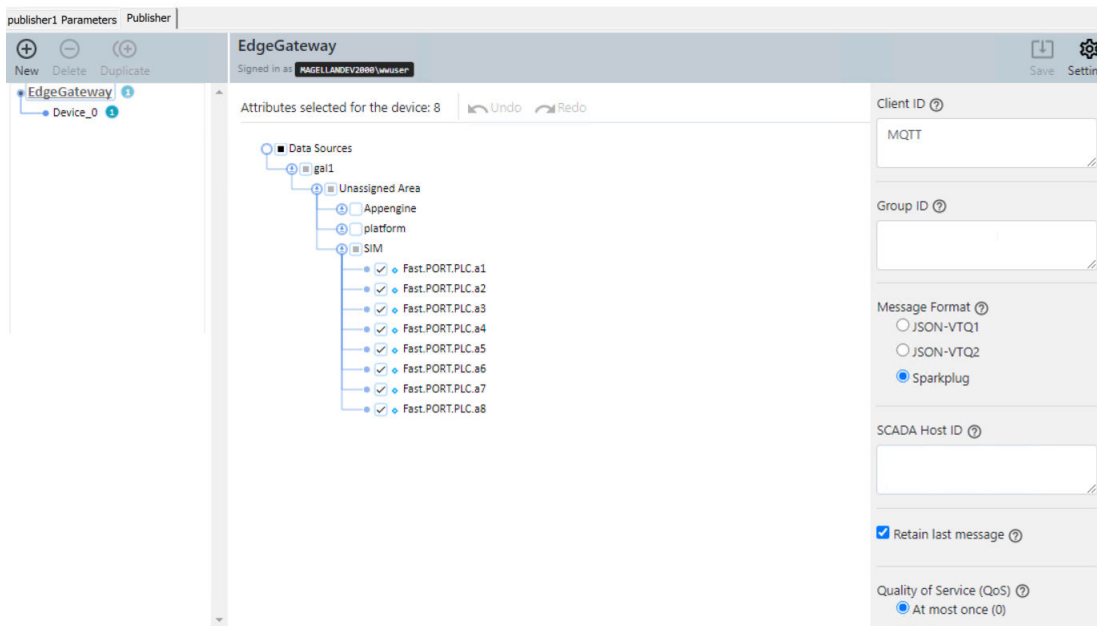 publisher1 Parameters Publisher
New Delete Duplicate
EdgeGateway 1
Device_0 1
EdgeGateway
Signed in as MAGELLANDEV2000\wwuser
Save Settin
Attributes selected for the device: 8 Undo Redo
Data Sources
gal1
Unassigned Area
Appengine
platform
SIM
Fast.PORT.PLC.a1
Fast.PORT.PLC.a2
Fast.PORT.PLC.a3
Fast.PORT.PLC.a4
Fast.PORT.PLC.a5
Fast.PORT.PLC.a6
Fast.PORT.PLC.a7
Fast.PORT.PLC.a8
Client ID ?
MQTT
Group ID ?
Message Format ?
JSON-VTQ1
JSON-VTQ2
Sparkplug
SCADA Host ID ?
Retain last message ?
Quality of Service (QoS) ?
At most once (0)